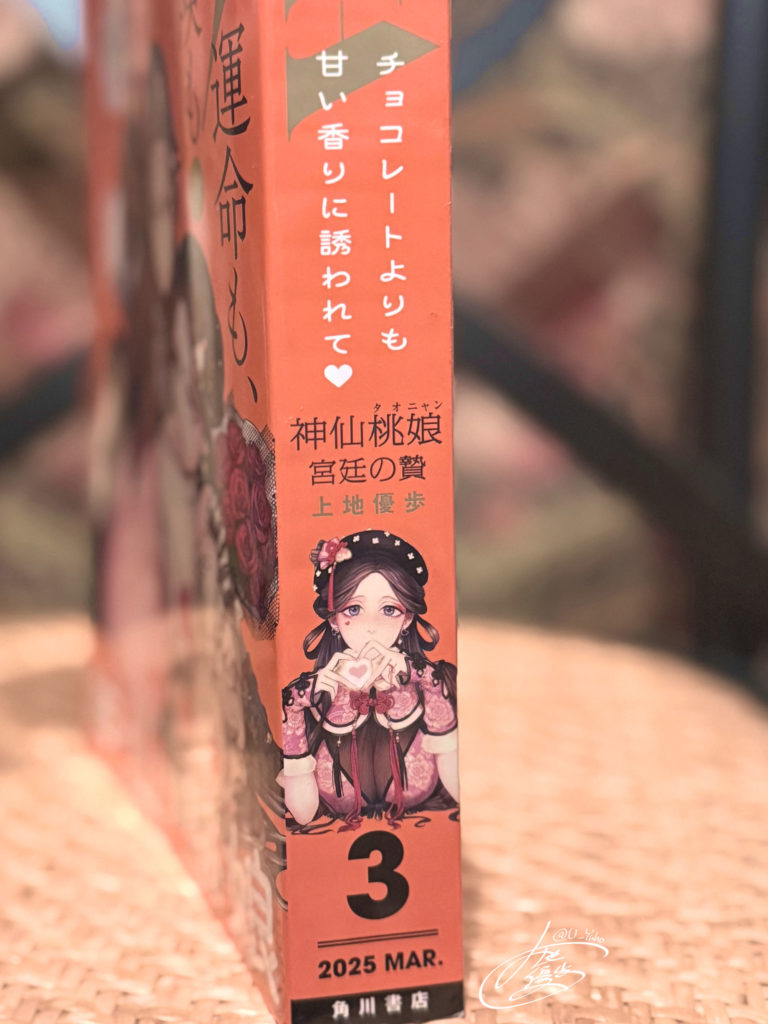 運命も、
チョコレートよりも
甘い香りに誘われて♥
タオニャン
神仙桃娘
宮廷の贄
上地優歩
3
2025 MAR.
角川書店